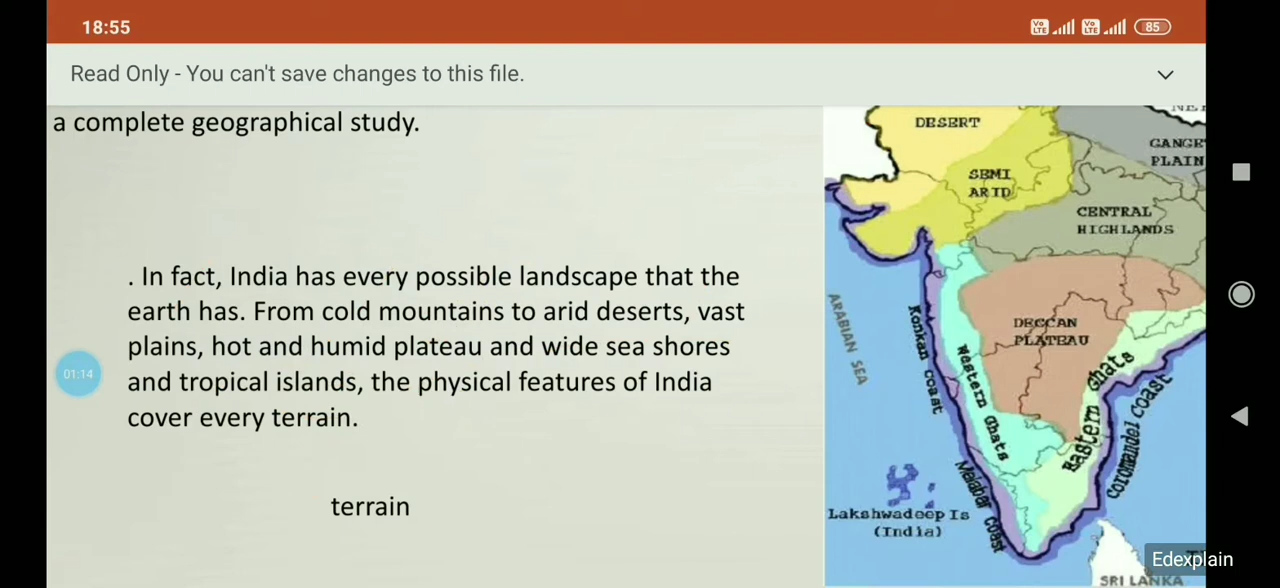 18:55
Vo LTE
Vo LTE
85
Read Only - You can't save changes to this file.
a complete geographical study.
. In fact, India has every possible landscape that the
earth has. From cold mountains to arid deserts, vast
plains, hot and humid plateau and wide sea shores
and tropical islands, the physical features of India
cover every terrain.
terrain
01:14
DESERT
SEMI
ARID
GANGE
PLAIN
CENTRAL
HIGHLANDS
DECCAN
PLATEAU
ARABIAN SEA
Konkan coast
Western Ghats
Eastern Ghats
Coromandel Coast
Malabar Coast
Lakshwadeep Is
(India)
SRI LANKA
Edexplain